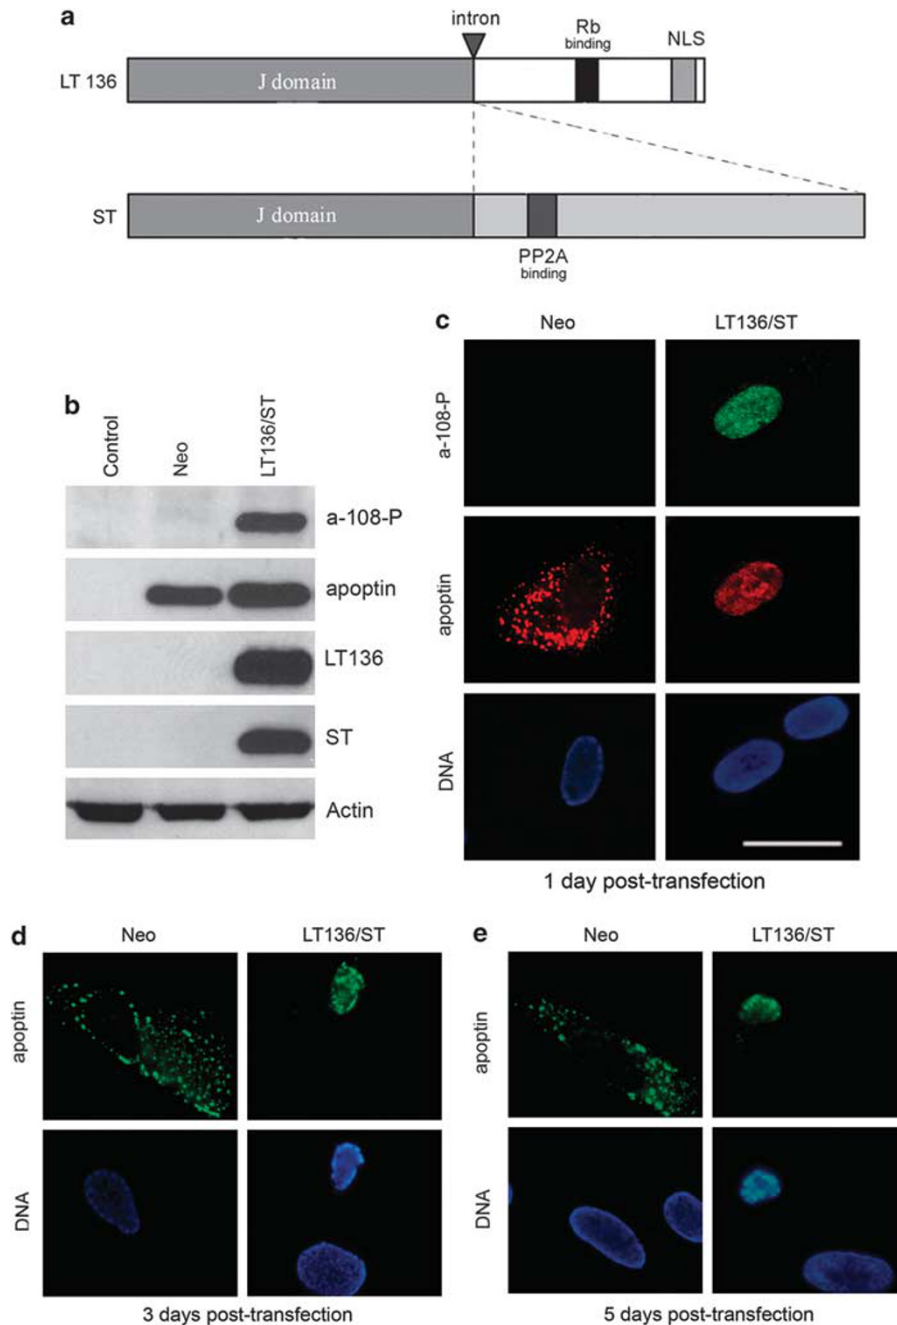 a
intron
Rb
binding
NLS
LT 136
J domain
ST
J domain
PP2A
binding
b
Control
Neo
LT136/ST
a-108-P
apoptin
LT136
ST
Actin
c
Neo
LT136/ST
a-108-P
apoptin
DNA
1 day post-transfection
d
Neo
LT136/ST
apoptin
DNA
3 days post-transfection
e
Neo
LT136/ST
apoptin
DNA
5 days post-transfection